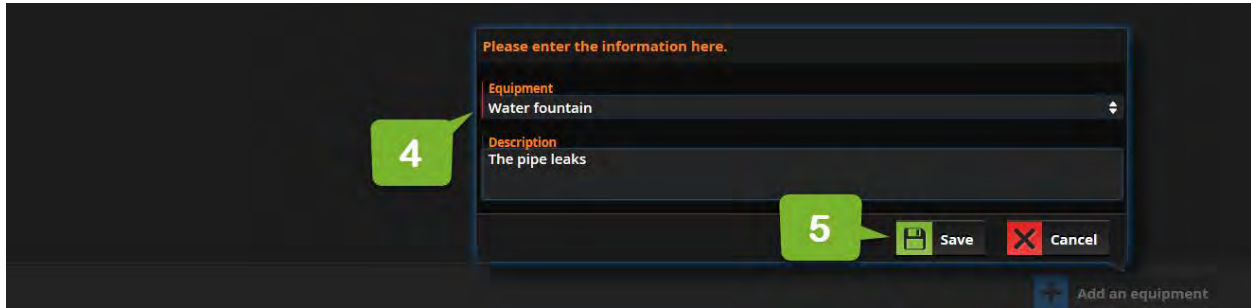 Please enter the information here.
Equipment
Water fountain
4
Description
The pipe leaks
5
Save
Cancel
Add an equipment